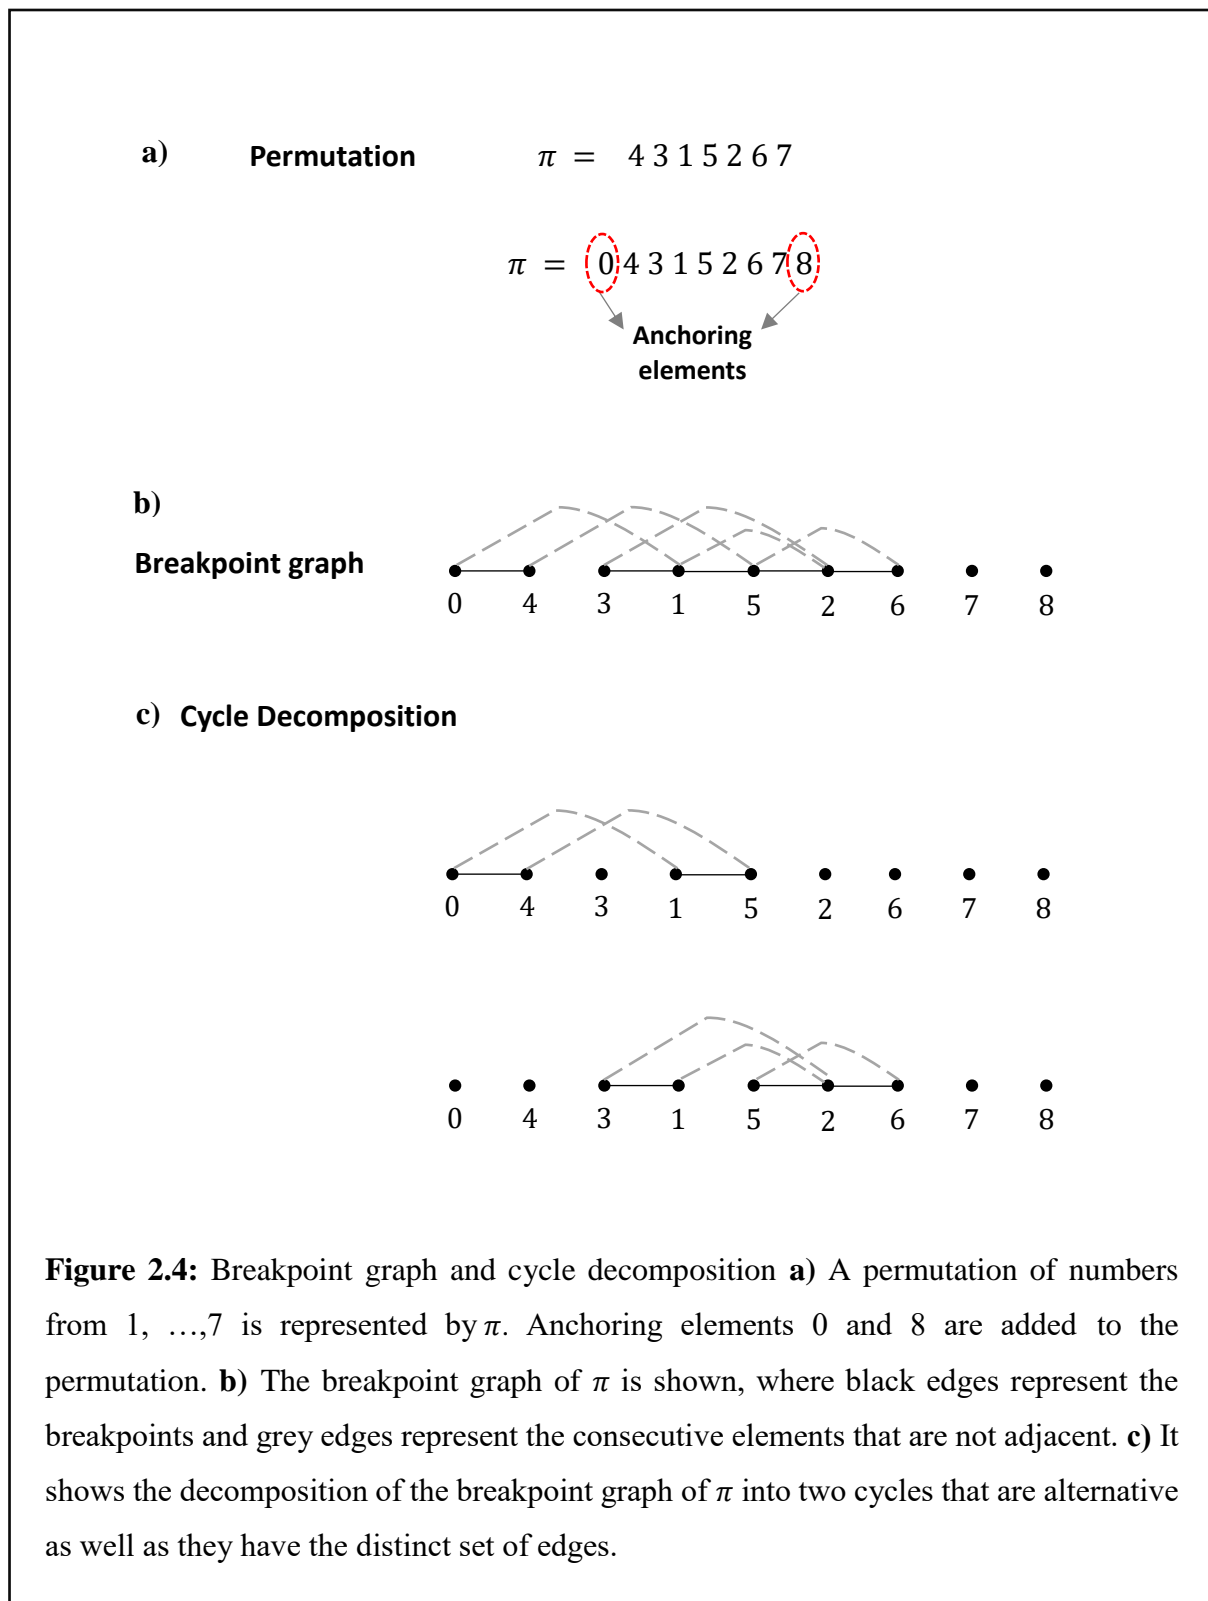 a) Permutation 𝜋 = 4 3 1 5 2 6 7
𝜋 = 0 4 3 1 5 2 6 7 8
Anchoring
elements
b)
Breakpoint graph
0 4 3 1 5 2 6 7 8
c) Cycle Decomposition
0 4 3 1 5 2 6 7 8
0 4 3 1 5 2 6 7 8
Figure 2.4: Breakpoint graph and cycle decomposition a) A permutation of numbers
from 1, …,7 is represented by 𝜋. Anchoring elements 0 and 8 are added to the
permutation. b) The breakpoint graph of 𝜋 is shown, where black edges represent the
breakpoints and grey edges represent the consecutive elements that are not adjacent. c) It
shows the decomposition of the breakpoint graph of 𝜋 into two cycles that are alternative
as well as they have the distinct set of edges.